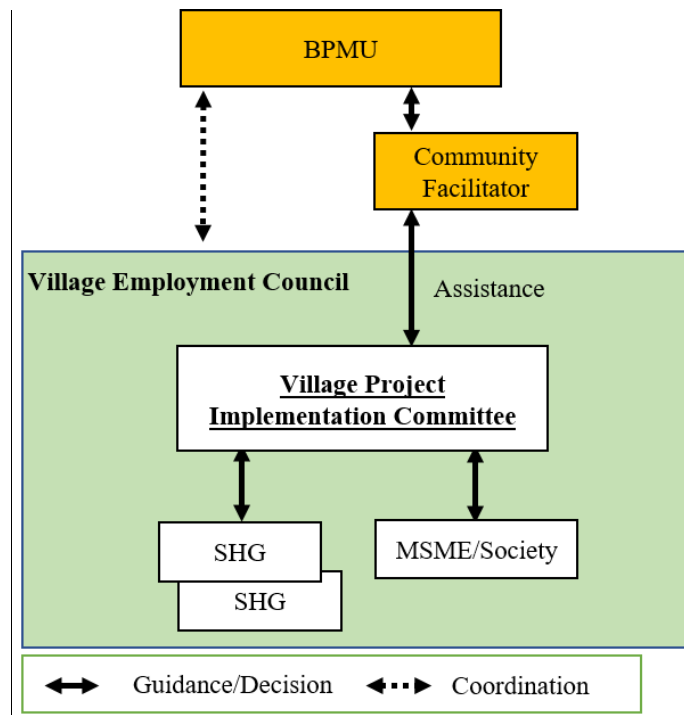 BPMU
Community
Facilitator
Village Employment Council
Assistance
Village Project
Implementation Committee
SHG
MSME/Society
SHG
Guidance/Decision
Coordination